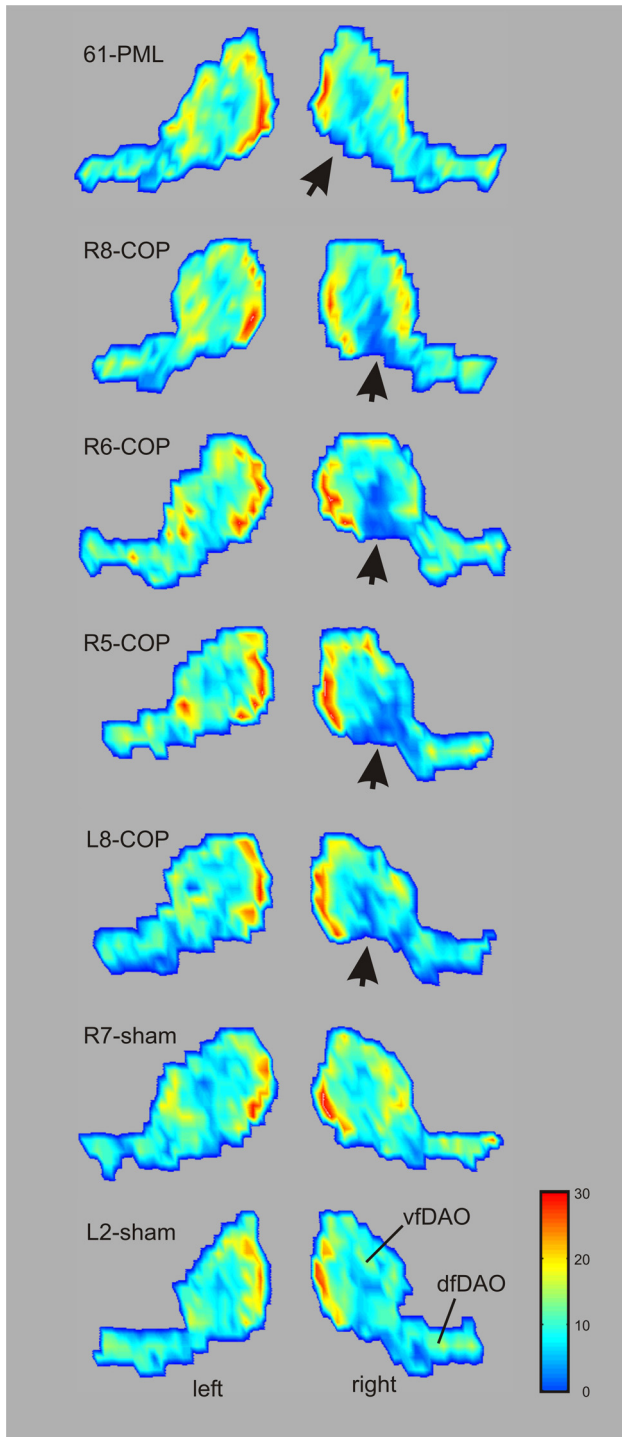 61-PML
R8-COP
R6-COP
R5-COP
L8-COP
R7-sham
L2-sham
vfDAO
dfDAO
left
right
30
20
10
0